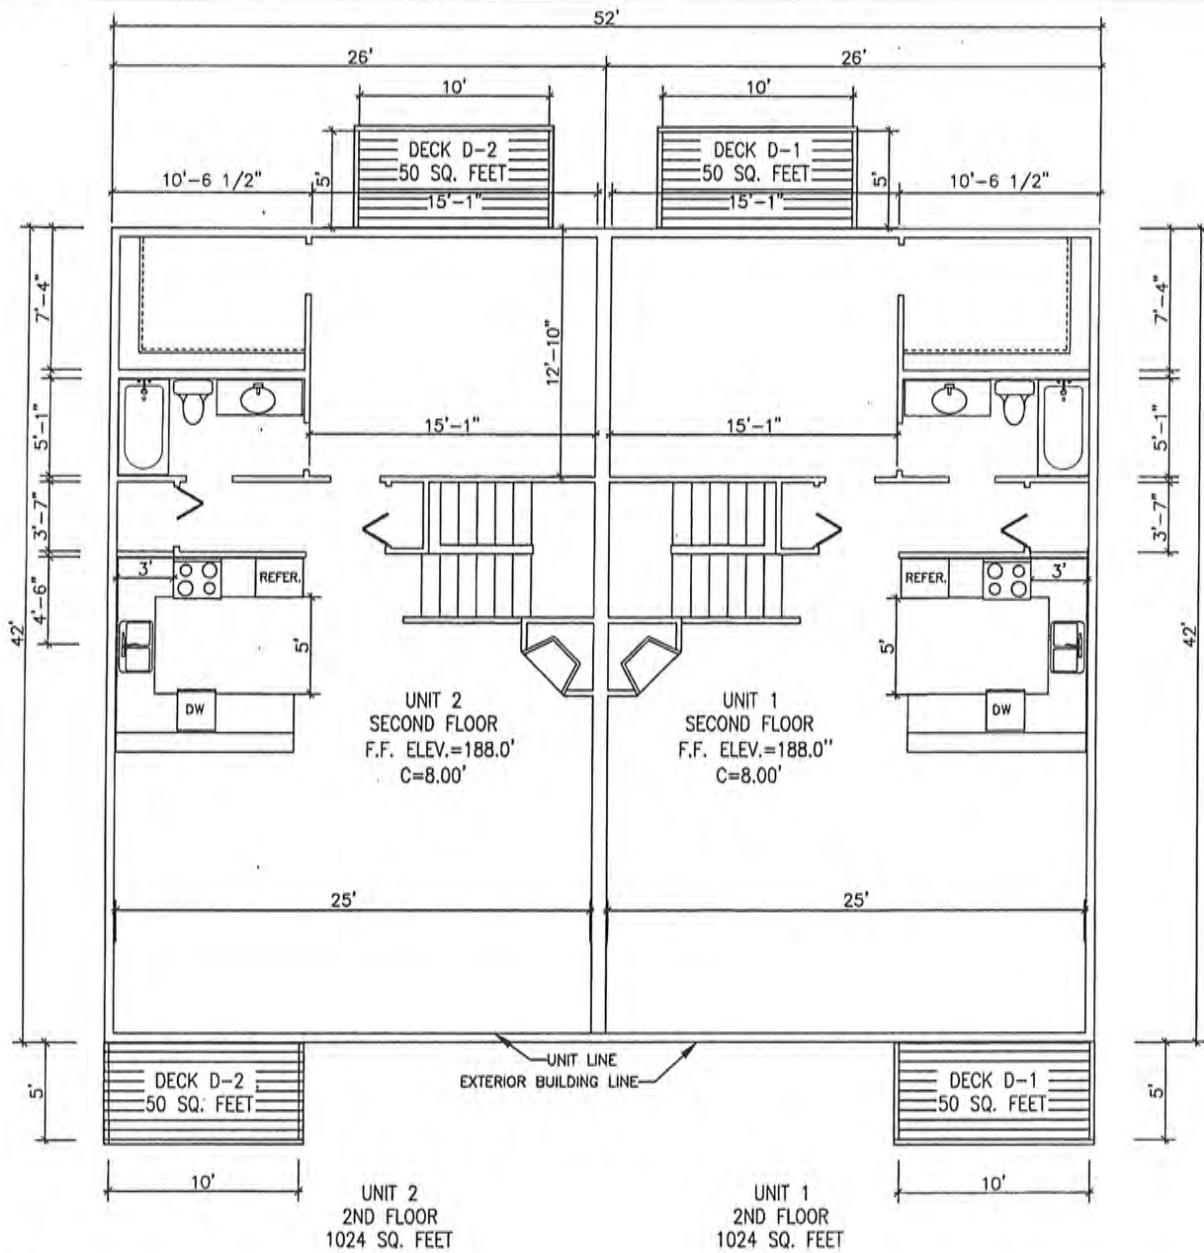 52'
26'
26'
10'
10'
DECK D-2
50 SQ. FEET
DECK D-1
50 SQ. FEET
5'
5'
10'-6 1/2"
15'-1"
15'-1"
10'-6 1/2"
7'-4"
7'-4"
12'-10"
5'-1"
15'-1"
15'-1"
5'-1"
3'-7"
3'-7"
3'
REFER.
REFER.
3'
4'-6"
42'
5'
5'
42'
DW
DW
UNIT 2
SECOND FLOOR
F.F. ELEV.=188.0'
C=8.00'
UNIT 1
SECOND FLOOR
F.F. ELEV.=188.0"
C=8.00'
25'
25'
UNIT LINE
EXTERIOR BUILDING LINE
5'
DECK D-2
50 SQ. FEET
DECK D-1
50 SQ. FEET
5'
10'
10'
UNIT 2
2ND FLOOR
1024 SQ. FEET
UNIT 1
2ND FLOOR
1024 SQ. FEET